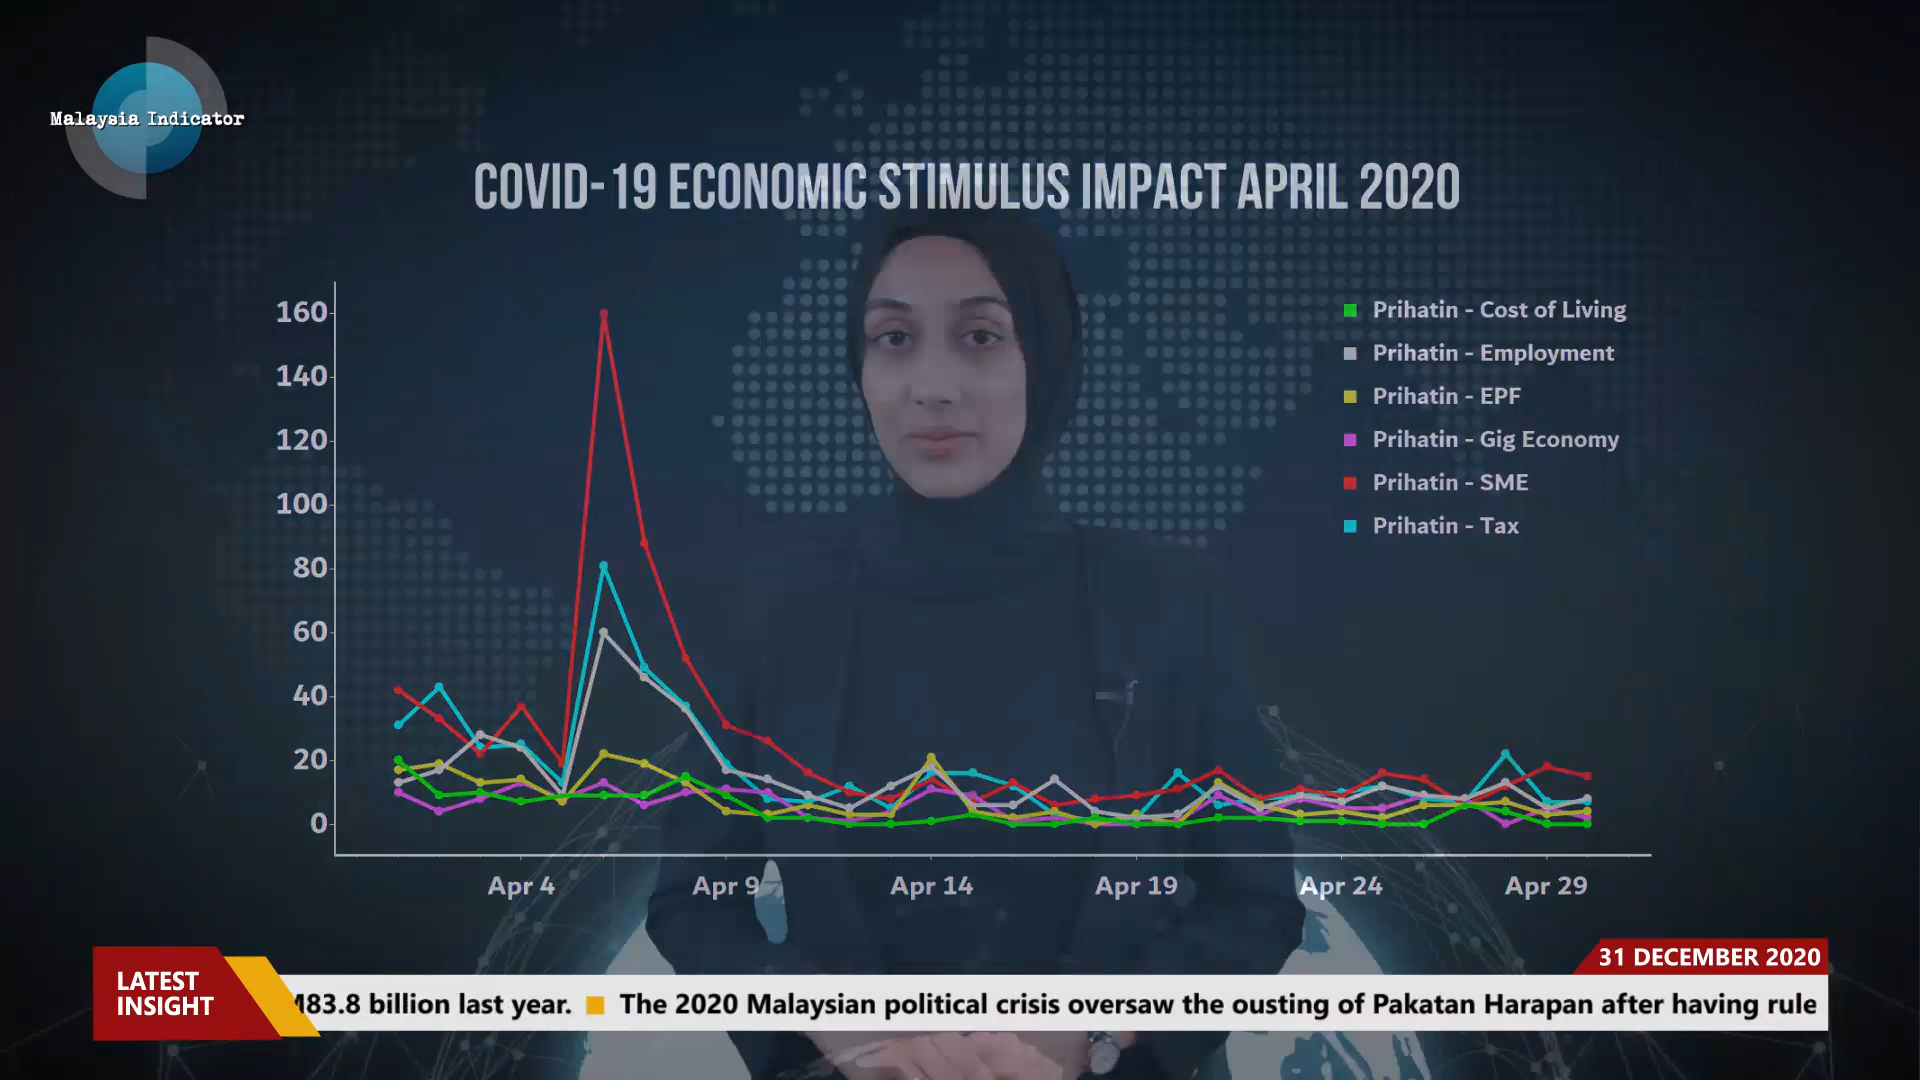 Malaysia Indicator
COVID-19 ECONOMIC STIMULUS IMPACT APRIL 2020
160
140
120
100
80
60
40
20
0
Prihatin - Cost of Living
Prihatin - Employment
Prihatin - EPF
Prihatin - Gig Economy
Prihatin - SME
Prihatin - Tax
Apr 4
Apr 9
Apr 14
Apr 19
Apr 24
Apr 29
31 DECEMBER 2020
LATEST
INSIGHT
83.8 billion last year. The 2020 Malaysian political crisis oversaw the ousting of Pakatan Harapan after having rule